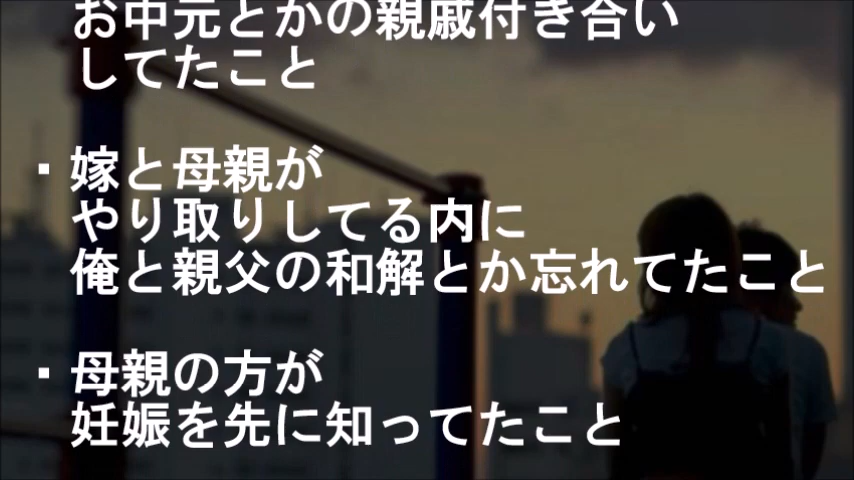 お中元とかの親戚付き合い
してたこと
・嫁と母親が
やり取りしてる内に
俺と親父の和解とか忘れてたこと
・母親の方が
妊娠を先に知ってたこと